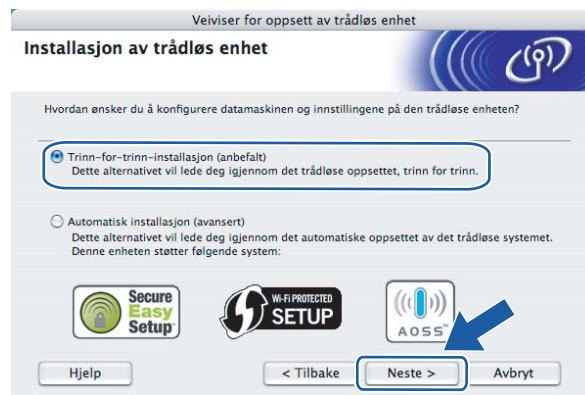 Veiviser for oppsett av trådløs enhet
Installasjon av trådløs enhet
Hvordan ønsker du å konfigurere datamaskinen og innstillingene på den trådløse enheten?
Trinn-for-trinn-installasjon (anbefalt)
Dette alternativet vil lede deg igjennom det trådløse oppsettet, trinn for trinn.
Automatisk installasjon (avansert)
Dette alternativet vil lede deg igjennom det automatiske oppsettet av det trådløse systemet.
Denne enheten støtter følgende system:
Secure
Easy
Setup
WI-FI PROTECTED
SETUP
AOSS™
Hjelp
< Tilbake
Neste >
Avbryt